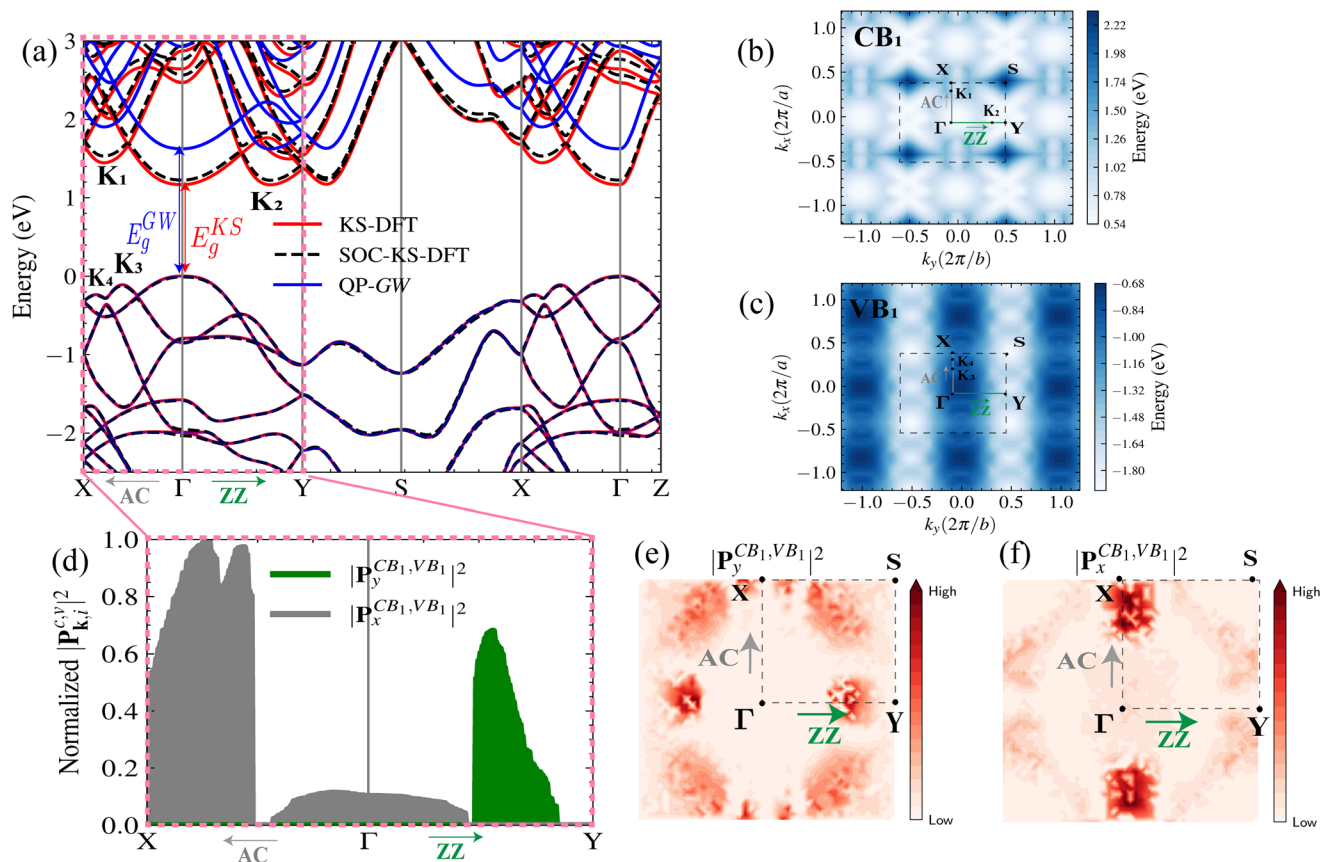 (a)
3
2
1
0
−1
−2
Energy (eV)
K₁
K₂
K₃
K₄
E_g^{GW}
E_g^{KS}
KS-DFT
SOC-KS-DFT
QP-GW
X
Γ
Y
S
X
Γ
Z
AC
ZZ
(b)
CB₁
1.0
0.5
0.0
−0.5
−1.0
k_x(2π/a)
X
S
K₁
AC
K₂
Γ
Y
ZZ
−1.0
−0.5
0.0
0.5
1.0
k_y(2π/b)
2.22
1.98
1.74
1.50
1.26
1.02
0.78
0.54
Energy (eV)
(c)
VB₁
1.0
0.5
0.0
−0.5
−1.0
k_x(2π/a)
X
S
K₄
K₃
AC
Γ
Y
ZZ
−1.0
−0.5
0.0
0.5
1.0
k_y(2π/b)
−0.68
−0.84
−1.00
−1.16
−1.32
−1.48
−1.64
−1.80
Energy (eV)
(d)
1.0
0.8
0.6
0.4
0.2
0.0
Normalized |P_{k,i}^{c,v}|²
|P_y^{CB₁,VB₁}|²
|P_x^{CB₁,VB₁}|²
X
Γ
Y
AC
ZZ
(e)
|P_y^{CB₁,VB₁}|²
S
X
AC
Γ
Y
ZZ
High
Low
(f)
|P_x^{CB₁,VB₁}|²
S
X
AC
Γ
Y
ZZ
High
Low